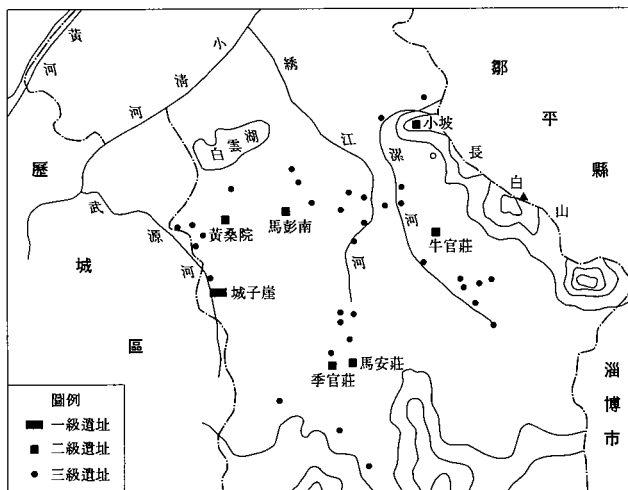 黃河
小清河
綉江河
鄒平縣
小坡
漯河
長白山
白雲湖
歷城區
武源河
黃桑院
馬彭南
牛官莊
城子崖
季官莊
馬安莊
淄博市
圖例
一級遺址
二級遺址
三級遺址